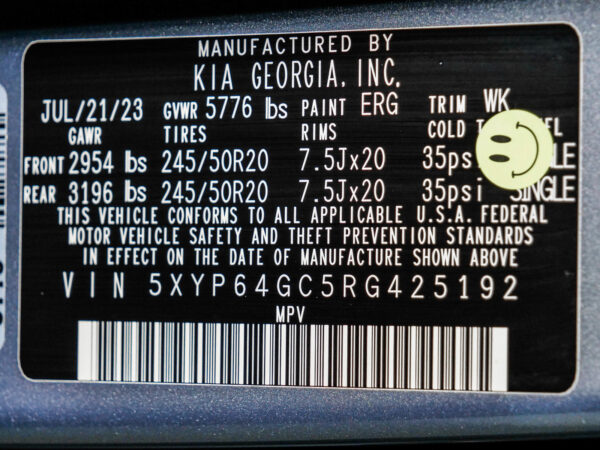 MANUFACTURED BY
KIA GEORGIA, INC.
JUL/21/23 GVWR 5776 lbs PAINT ERG TRIM WK
GAWR TIRES RIMS COLD
FRONT 2954 lbs 245/50R20 7.5Jx20 35psi
REAR 3196 lbs 245/50R20 7.5Jx20 35psi SINGLE
THIS VEHICLE CONFORMS TO ALL APPLICABLE U.S.A. FEDERAL
MOTOR VEHICLE SAFETY AND THEFT PREVENTION STANDARDS
IN EFFECT ON THE DATE OF MANUFACTURE SHOWN ABOVE
VIN 5XYP64GC5RG425192
MPV